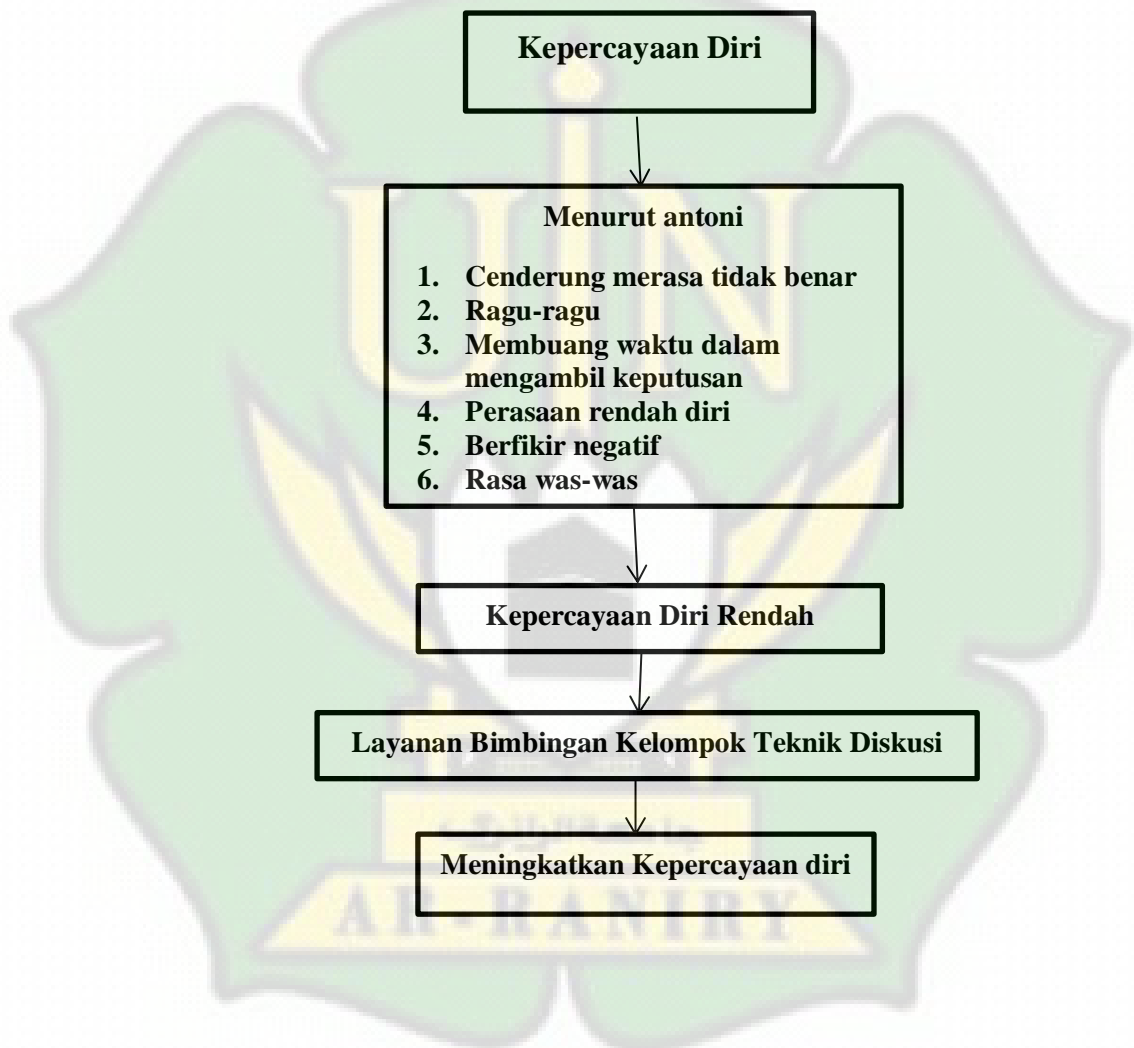 Kepercayaan Diri
Menurut antoni
1. Cenderung merasa tidak benar
2. Ragu-ragu
3. Membuang waktu dalam
mengambil keputusan
4. Perasaan rendah diri
5. Berfikir negatif
6. Rasa was-was
Kepercayaan Diri Rendah
Layanan Bimbingan Kelompok Teknik Diskusi
Meningkatkan Kepercayaan diri
UIN
AR-RANIRY